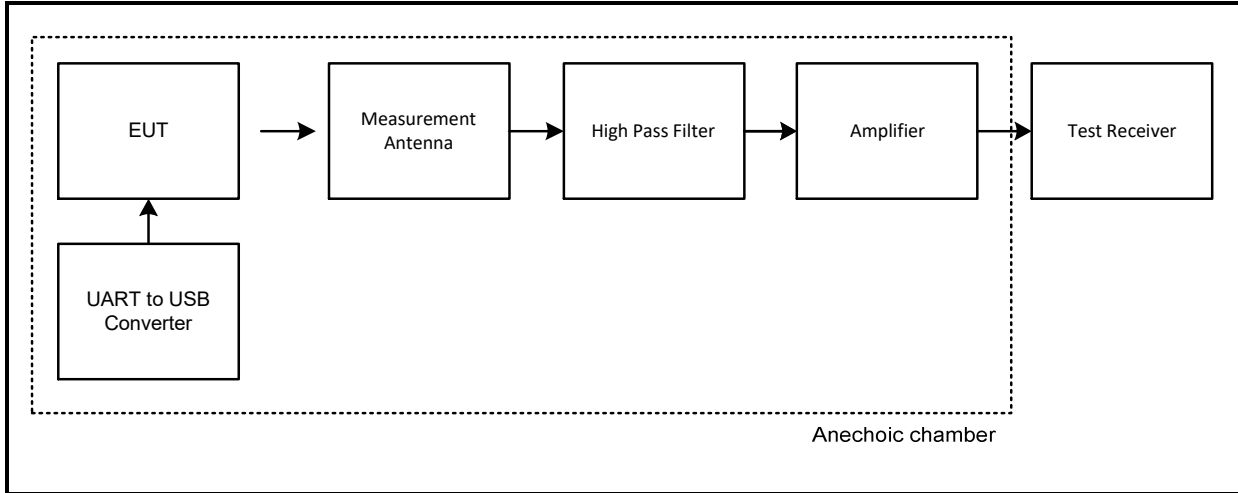 EUT
Measurement
Antenna
High Pass Filter
Amplifier
Test Receiver
UART to USB
Converter
Anechoic chamber